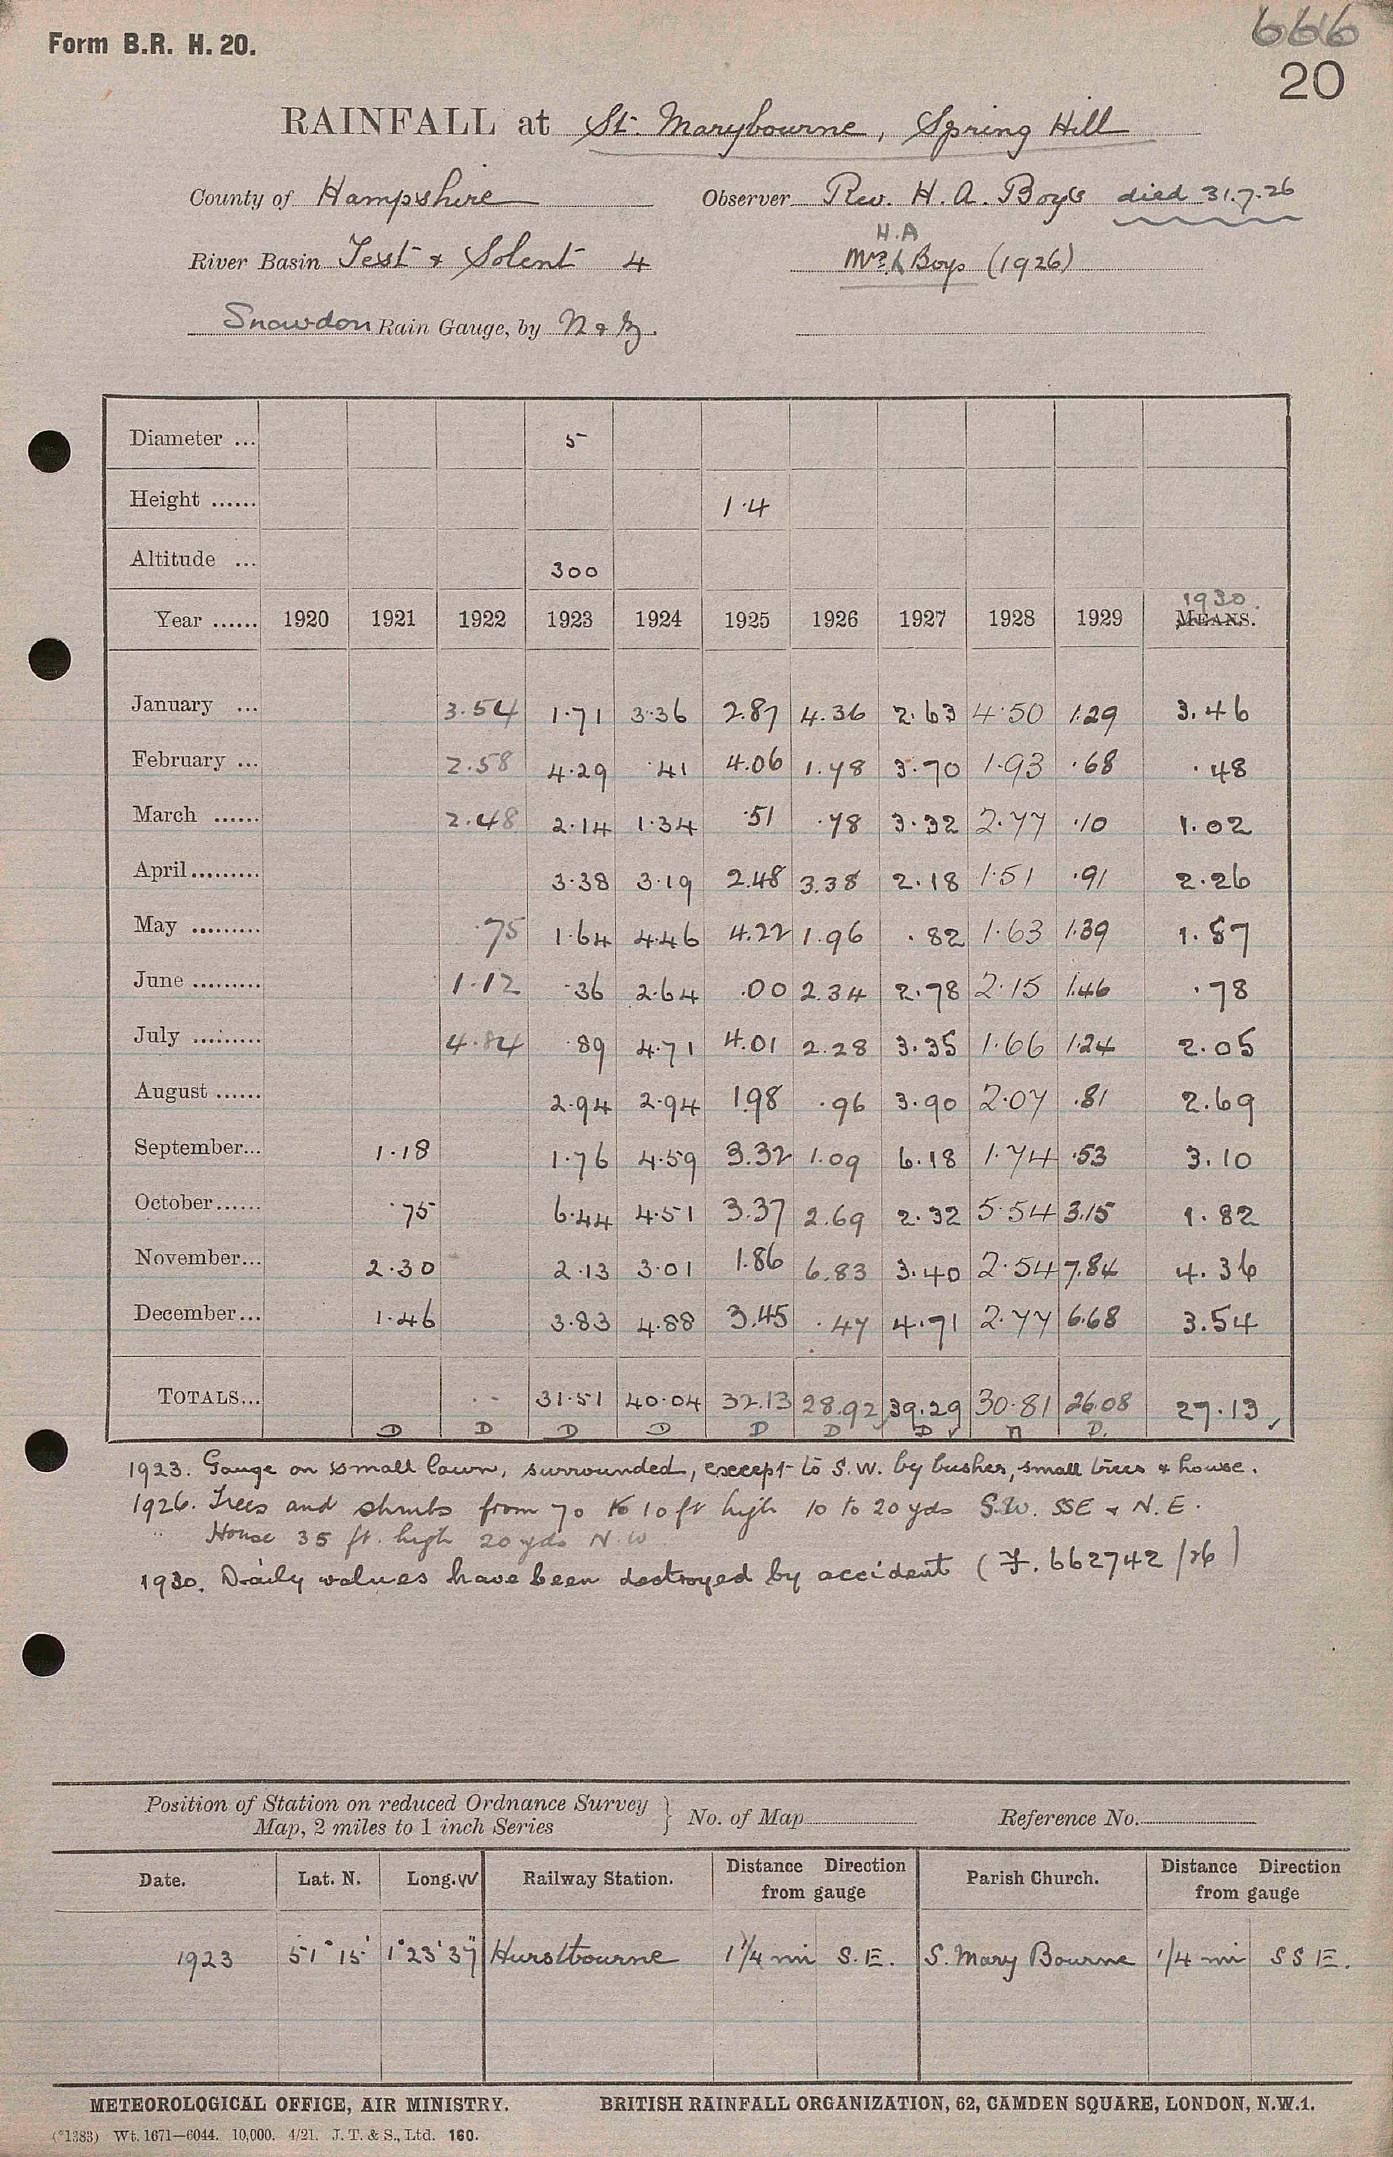 Form B.R. H. 20.
666
20
RAINFALL at St. Marybourne, Spring Hill
County of Hampshire Observer Rev. H. A. Boys died 31.7.26
H.A
River Basin Test & Solent 4 Mrs. Boys (1926)
Snowdon Rain Gauge, by N & Z.
Diameter ... 5
Height ...... 1.4
Altitude ... 300
1930.
Year ...... 1920 1921 1922 1923 1924 1925 1926 1927 1928 1929 MEANS.
January ... 3.54 1.71 3.36 2.87 4.36 2.63 4.50 1.29 3.46
February ... 2.58 4.29 .41 4.06 1.78 3.70 1.93 .68 .48
March ...... 2.48 2.14 1.34 .51 .78 3.32 2.77 .10 1.02
April ......... 3.38 3.19 2.48 3.38 2.18 1.51 .91 2.26
May ......... .75 1.64 4.46 4.22 1.96 .82 1.63 1.39 1.57
June ......... 1.12 .36 2.64 .00 2.34 2.78 2.15 1.46 .78
July ......... 4.84 .89 4.71 4.01 2.28 3.35 1.66 1.24 2.05
August ...... 2.94 2.94 1.98 .96 3.90 2.07 .81 2.69
September... 1.18 1.76 4.59 3.32 1.09 6.18 1.74 .53 3.10
October...... .75 6.44 4.51 3.37 2.69 2.32 5.54 3.15 1.82
November... 2.30 2.13 3.01 1.86 6.83 3.40 2.54 7.84 4.36
December... 1.46 3.83 4.88 3.45 .47 4.71 2.77 6.68 3.54
TOTALS... - 31.51 40.04 32.13 28.92 39.29 30.81 26.08 27.13
D D D D D D D D D.
1923. Gauge on small lawn, surrounded, except to S.W. by bushes, small trees & house.
1926. Trees and shrubs from 70 to 10 ft high 10 to 20 yds S.W. SSE & N.E.
" House 35 ft. high 20 yds N.W
1930. Daily values have been destroyed by accident (F. 662742/26)
Position of Station on reduced Ordnance Survey
Map, 2 miles to 1 inch Series } No. of Map Reference No.
Date. Lat. N. Long. W Railway Station. Distance Direction from gauge Parish Church. Distance Direction from gauge
1923 51° 15' 1° 23' 37" Hurstbourne 1 1/4 mi S.E. S. Mary Bourne 1/4 mi S S E.
METEOROLOGICAL OFFICE, AIR MINISTRY. BRITISH RAINFALL ORGANIZATION, 62, CAMDEN SQUARE, LONDON, N.W.1.
(*1383) Wt. 1671—6044. 10,000. 4/21. J. T. & S., Ltd. 160.